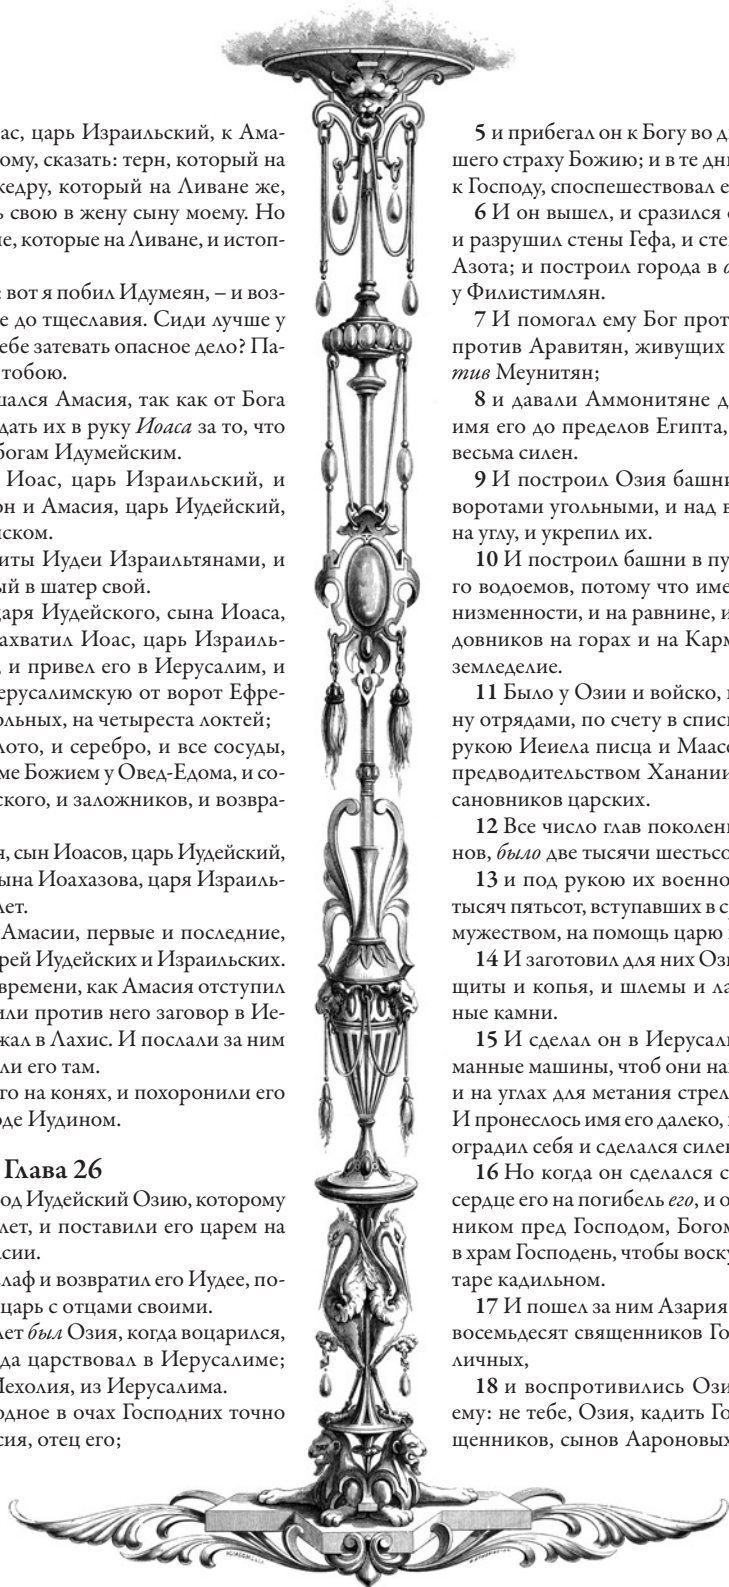 ас, царь Израильский, к Ама-
ому, сказать: терн, который на
кедру, который на Ливане же,
ь свою в жену сыну моему. Но
ие, которые на Ливане, и истоп-
вот я побил Идумеян, – и воз-
е до тщеславия. Сиди лучше у
ебе затевать опасное дело? Па-
тобою.
шался Амасия, так как от Бога
дать их в руку Иоаса за то, что
богам Идумейским.
Иоас, царь Израильский, и
он и Амасия, царь Иудейский,
иском.
иты Иудеи Израильтянами, и
ый в шатер свой.
царя Иудейского, сына Иоаса,
ахватил Иоас, царь Израиль-
и привел его в Иерусалим, и
ерусалимскую от ворот Ефре-
ольных, на четыреста локтей;
лото, и серебро, и все сосуды,
ме Божием у Овед-Едома, и со-
ского, и заложников, и возвра-
я, сын Иоасов, царь Иудейский,
ына Иоахазова, царя Израиль-
лет.
Амасии, первые и последние,
рей Иудейских и Израильских.
времени, как Амасия отступил
или против него заговор в Ие-
жал в Лахис. И послали за ним
ли его там.
го на конях, и похоронили его
оде Иудином.
Глава 26
од Иудейский Озию, которому
лет, и поставили его царем на
сии.
лаф и возвратил его Иудее, по-
царь с отцами своими.
лет был Озия, когда воцарился,
да царствовал в Иерусалиме;
Иехолия, из Иерусалима.
одное в очах Господних точно
сия, отец его;
5 и прибегал он к Богу во д
шего страху Божию; и в те дн
к Господу, споспешествовал е
6 И он вышел, и сразился с
и разрушил стены Гефа, и сте
Азота; и построил города в
у Филистимлян.
7 И помогал ему Бог прот
против Аравитян, живущих
тив Меунитян;
8 и давали Аммонитяне д
имя его до пределов Египта,
весьма силен.
9 И построил Озия башни
воротами угольными, и над в
на углу, и укрепил их.
10 И построил башни в пу
го водоемов, потому что име
низменности, и на равнине, и
довников на горах и на Карм
земледелие.
11 Было у Озии и войско,
ну отрядами, по счету в списк
рукою Иеиела писца и Маасе
предводительством Ханании
сановников царских.
12 Все число глав поколени
нов, было две тысячи шестьсо
13 и под рукою их военно
тысяч пятьсот, вступавших в с
мужеством, на помощь царю
14 И заготовил для них Ози
щиты и копья, и шлемы и ла
ные камни.
15 И сделал он в Иерусали
манные машины, чтоб они на
и на углах для метания стрел
И пронеслось имя его далеко,
оградил себя и сделался силен
16 Но когда он сделался с
сердце его на погибель его, и о
ником пред Господом, Богом
в храм Господень, чтобы воску
таре кадильном.
17 И пошел за ним Азария
восемьдесят священников Го
личных,
18 и воспротивились Ози
ему: не тебе, Озия, кадить Го
щенников, сынов Аароновых